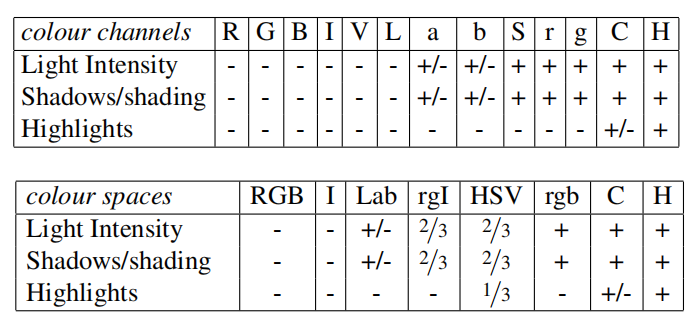 colour channels R G B I V L a b S r g C H
Light Intensity - - - - - - +/- +/- + + + + +
Shadows/shading - - - - - - +/- +/- + + + + +
Highlights - - - - - - - - - - - +/- +
colour spaces RGB I Lab rgI HSV rgb C H
Light Intensity - - +/- 2/3 2/3 + + +
Shadows/shading - - +/- 2/3 2/3 + + +
Highlights - - - - 1/3 - +/- +